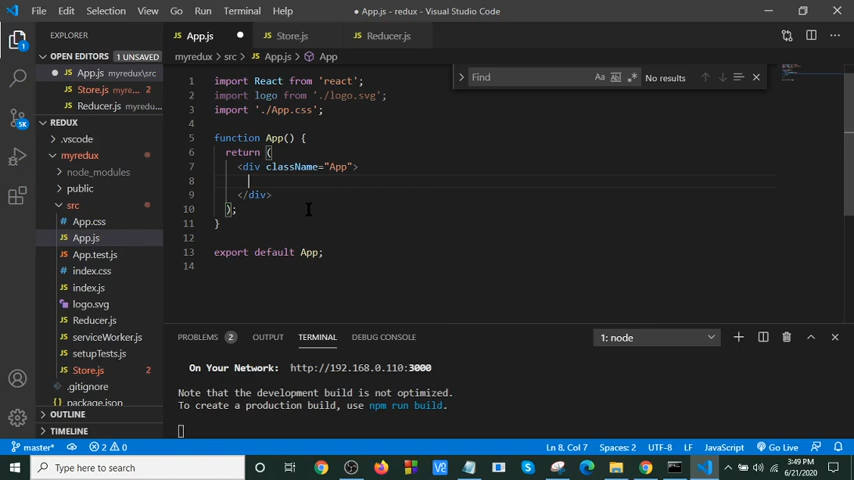 File Edit Selection View Go Run Terminal Help
● App.js - redux - Visual Studio Code
EXPLORER
JS App.js ●
JS Store.js
JS Reducer.js
OPEN EDITORS 1 UNSAVED
● JS App.js myredux\src
JS Store.js myre... 2
JS Reducer.js myredu...
myredux > src > JS App.js > App
Find
Aa
No results
REDUX
.vscode
myredux
node_modules
public
src
# App.css
JS App.js
JS App.test.js
# index.css
JS index.js
logo.svg
JS Reducer.js
JS serviceWorker.js
JS setupTests.js
JS Store.js 2
.gitignore
package.json
OUTLINE
TIMELINE
1 import React from 'react';
2 import logo from './logo.svg';
3 import './App.css';
4
5 function App() {
6 return (
7 <div className="App">
8
9 </div>
10 );
11 }
12
13 export default App;
14
PROBLEMS 2 OUTPUT TERMINAL DEBUG CONSOLE
1: node
On Your Network: http://192.168.0.110:3000
Note that the development build is not optimized.
To create a production build, use npm run build.
1
5K
master* 2 0
Ln 8, Col 7 Spaces: 2 UTF-8 LF JavaScript Go Live
Type here to search
3:49 PM
6/21/2020